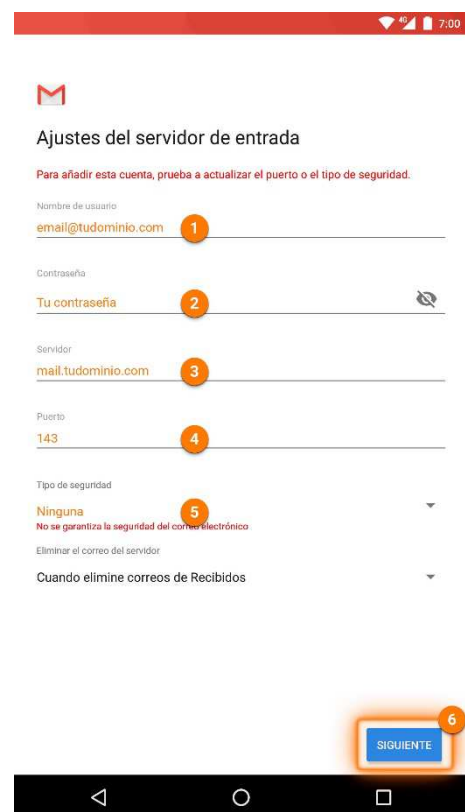 4G 7:00
Ajustes del servidor de entrada
Para añadir esta cuenta, prueba a actualizar el puerto o el tipo de seguridad.
Nombre de usuario
email@tudominio.com 1
Contraseña
Tu contraseña 2
Servidor
mail.tudominio.com 3
Puerto
143 4
Tipo de seguridad
Ninguna 5
No se garantiza la seguridad del correo electrónico
Eliminar el correo del servidor
Cuando elimine correos de Recibidos
6
SIGUIENTE